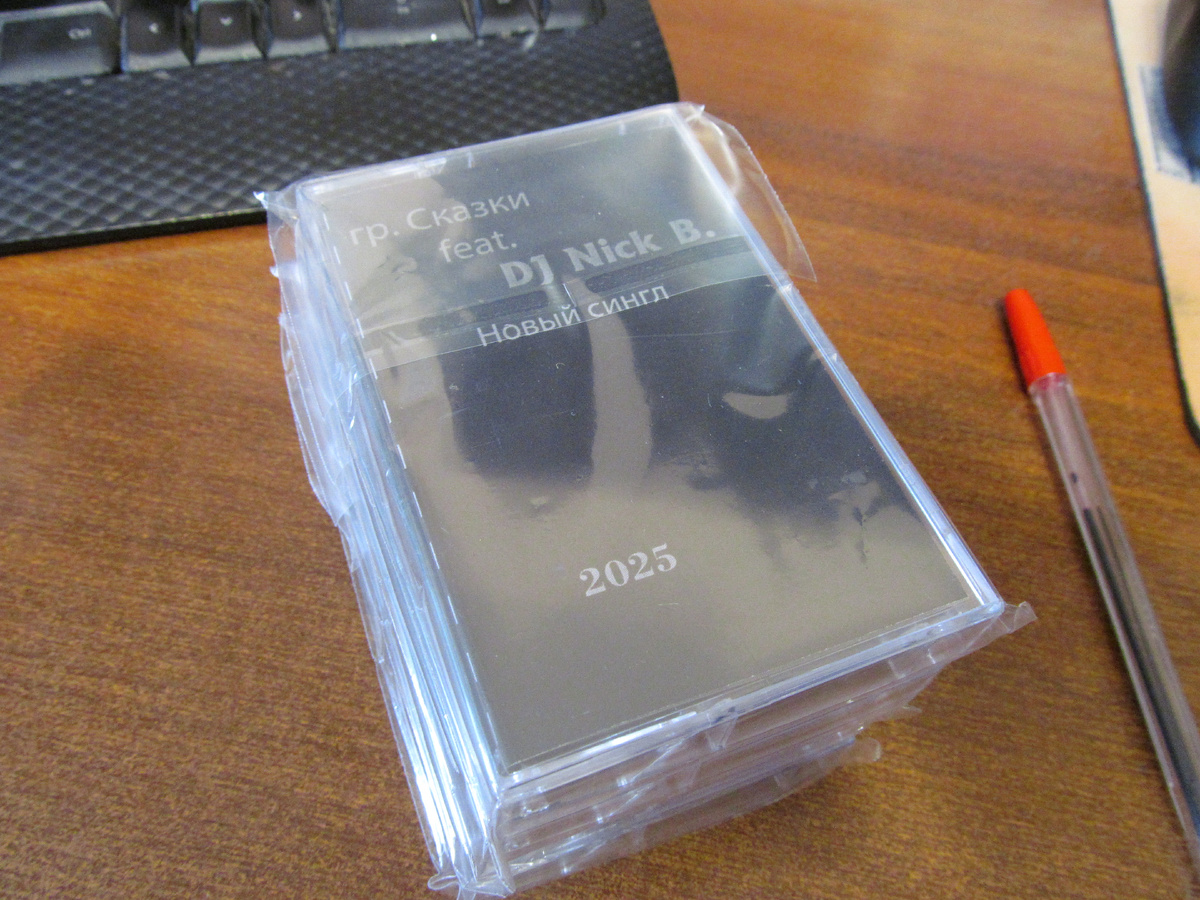 гр. Сказки
feat.
DJ Nick B.
Новый сингл
2025